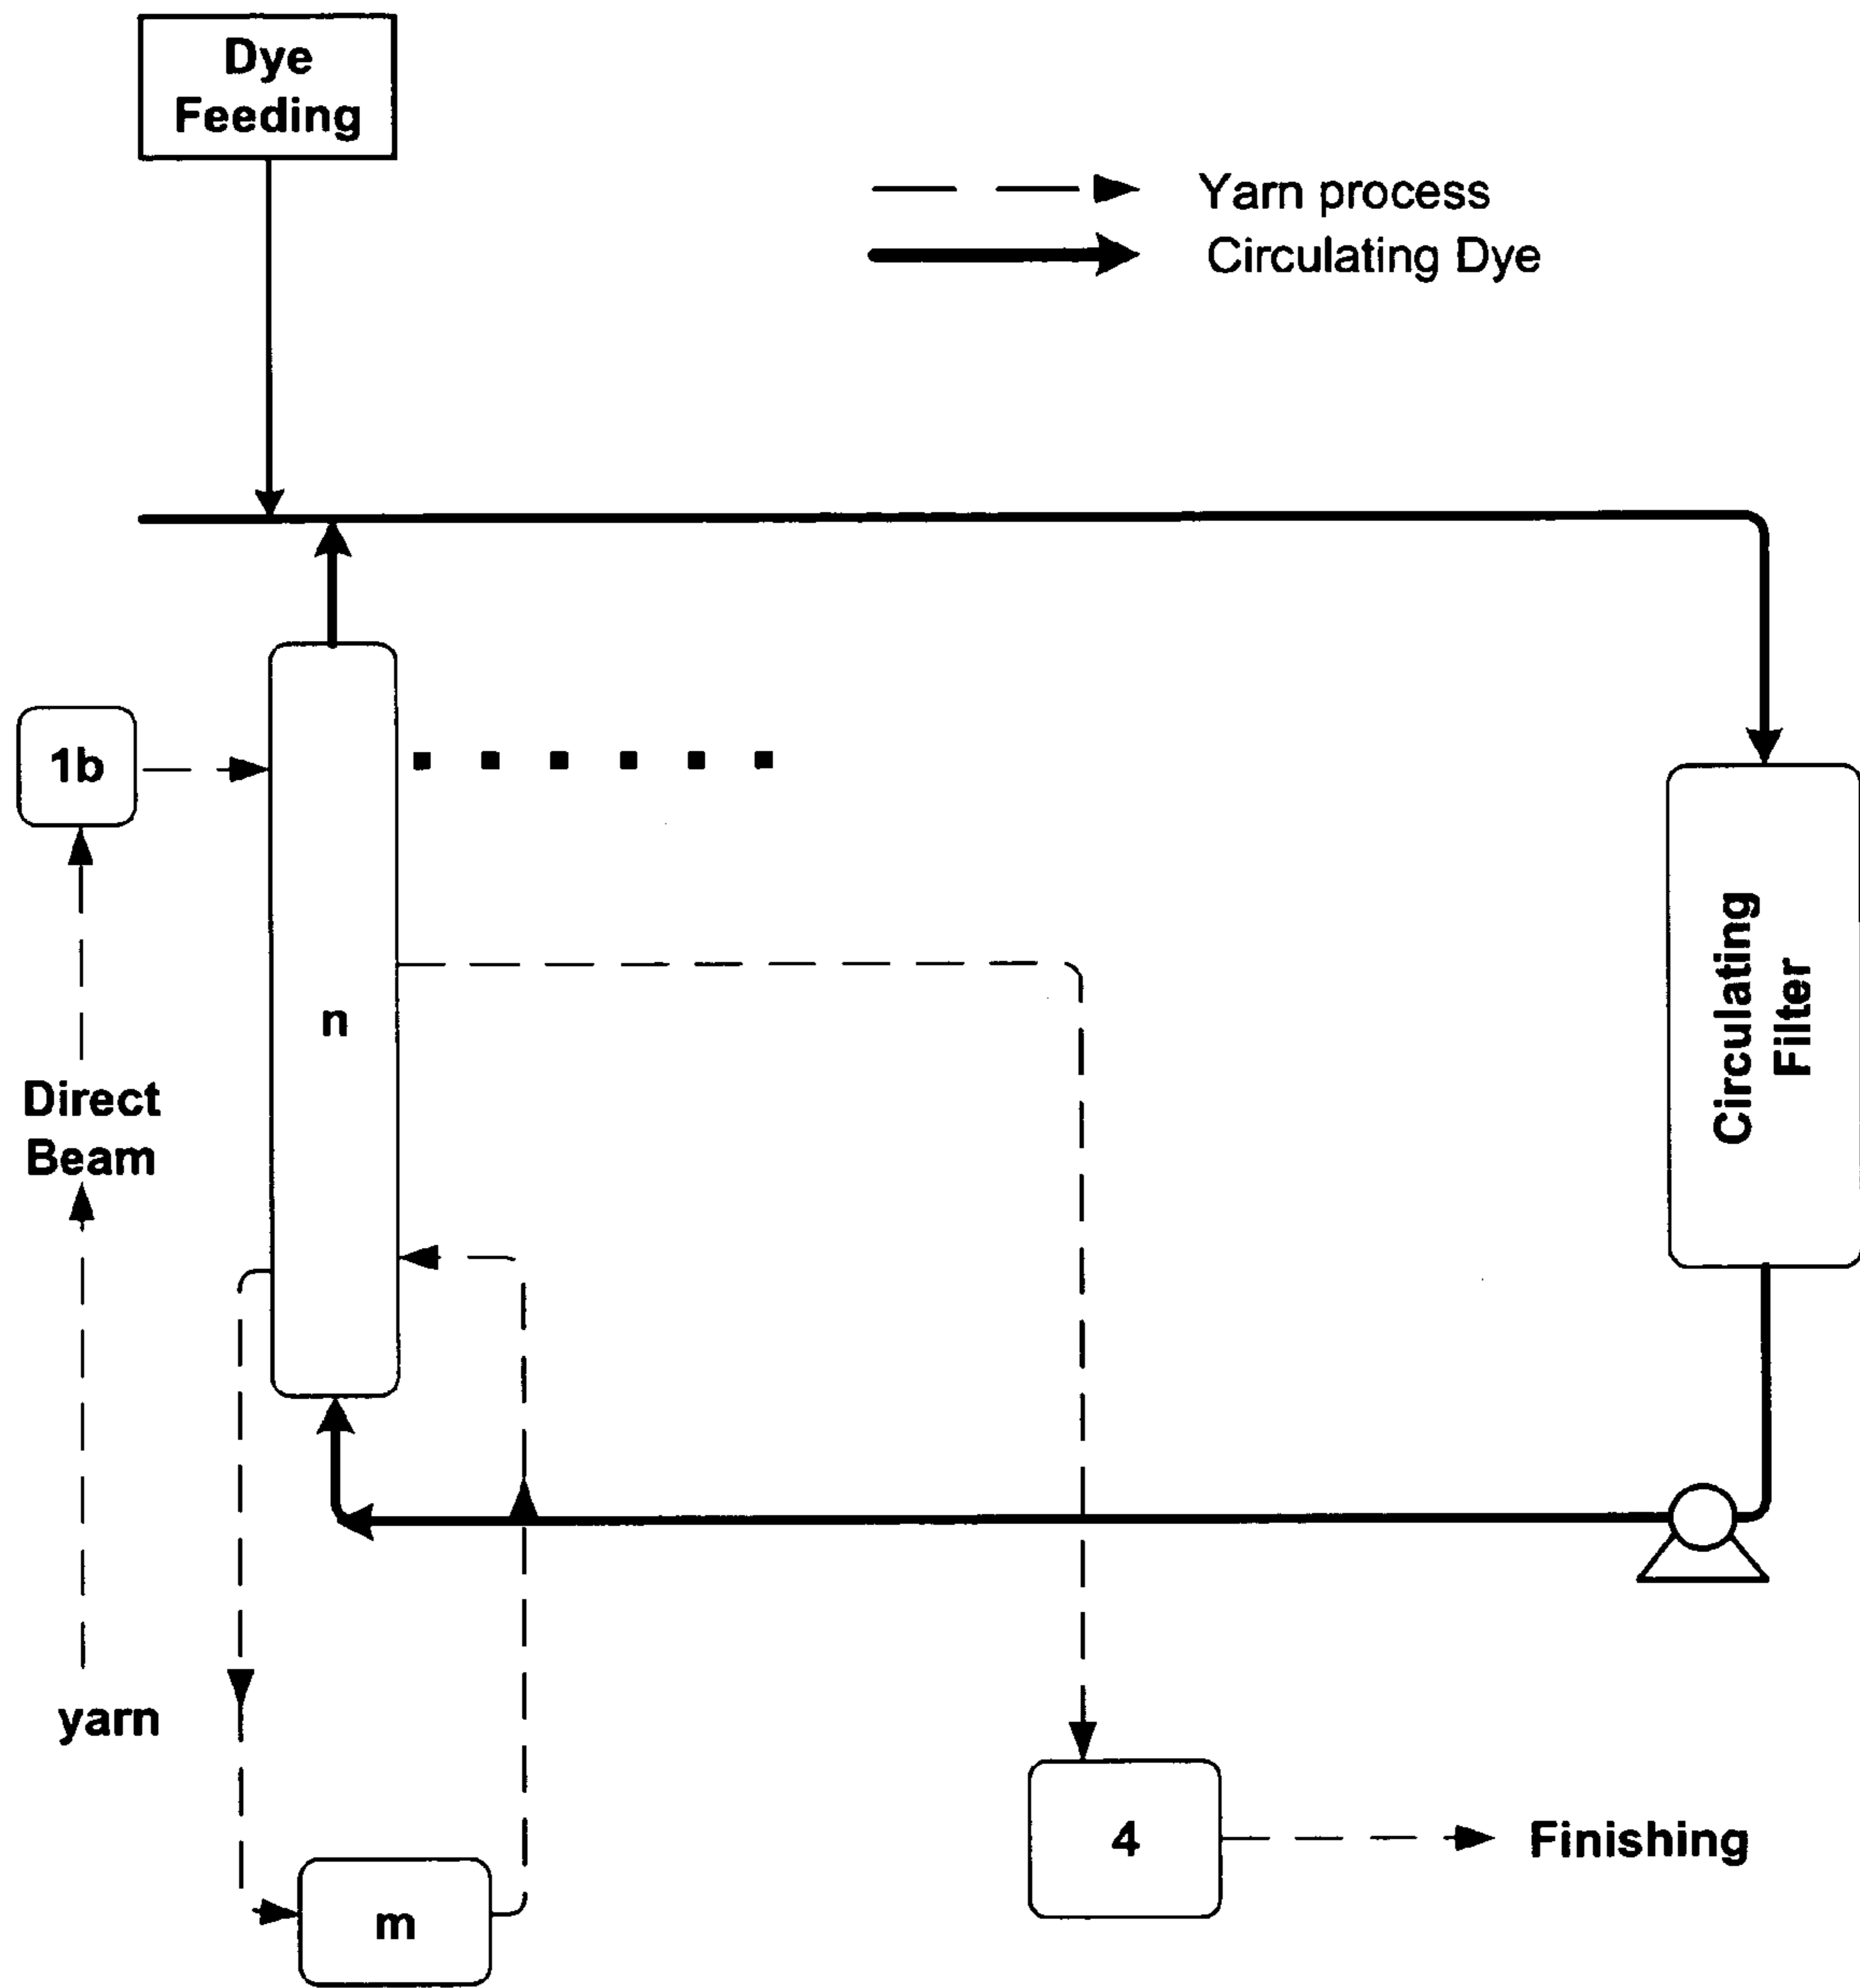 Dye
Feeding
Yarn process
Circulating Dye
1b
n
Circulating
Filter
Direct
Beam
yarn
4
Finishing
m